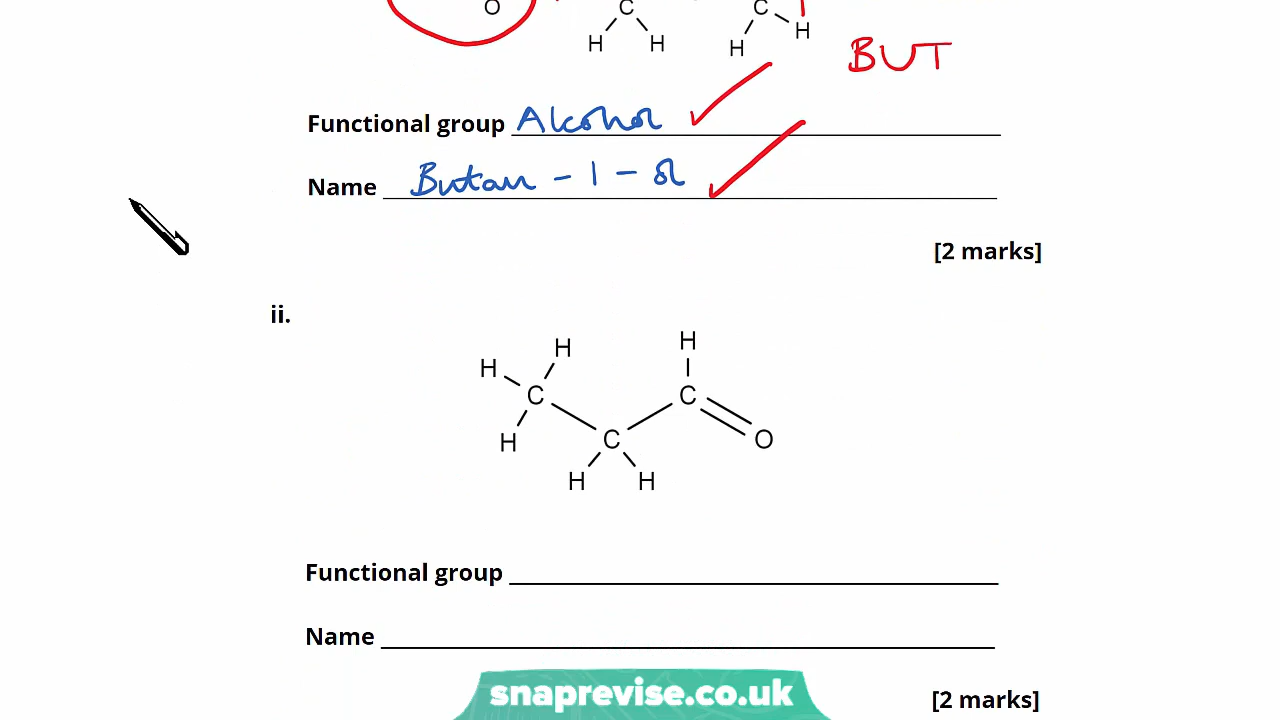 O C C H
H H H
BUT
Functional group Alcohol
Name Butan - 1 - ol
[2 marks]
ii.
H H
H
C C
H C O
H H
Functional group
Name
snaprevise.co.uk
[2 marks]